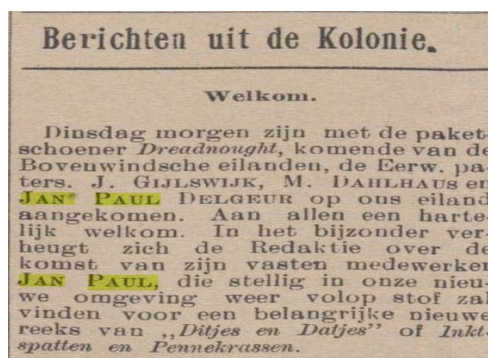 Berichten uit de Kolonie.
Welkom.
Dinsdag morgen zijn met de paket-
schoener Dreadnought, komende van de
Bovenwindsche eilanden, de Eerw. pa-
ters. J. GIJLSWIJK, M. DAHLHAUS en
JAN PAUL DELGEUR op ons eiland
aangekomen. Aan allen een harte-
lijk welkom. In het bijzonder ver-
heugt zich de Redaktie over de
komst van zijn vasten medewerker
JAN PAUL, die stellig in onze nieu-
we omgeving weer volop stof zal
vinden voor een belangrijke nieuwe
reeks van „Ditjes en Datjes” of Inkt-
spatten en Pennekrassen.